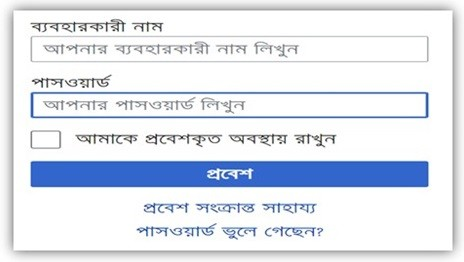 ব্যবহারকারী নাম
আপনার ব্যবহারকারী নাম লিখুন
পাসওয়ার্ড
আপনার পাসওয়ার্ড লিখুন
আমাকে প্রবেশকৃত অবস্থায় রাখুন
প্রবেশ
প্রবেশ সংক্রান্ত সাহায্য
পাসওয়ার্ড ভুলে গেছেন?